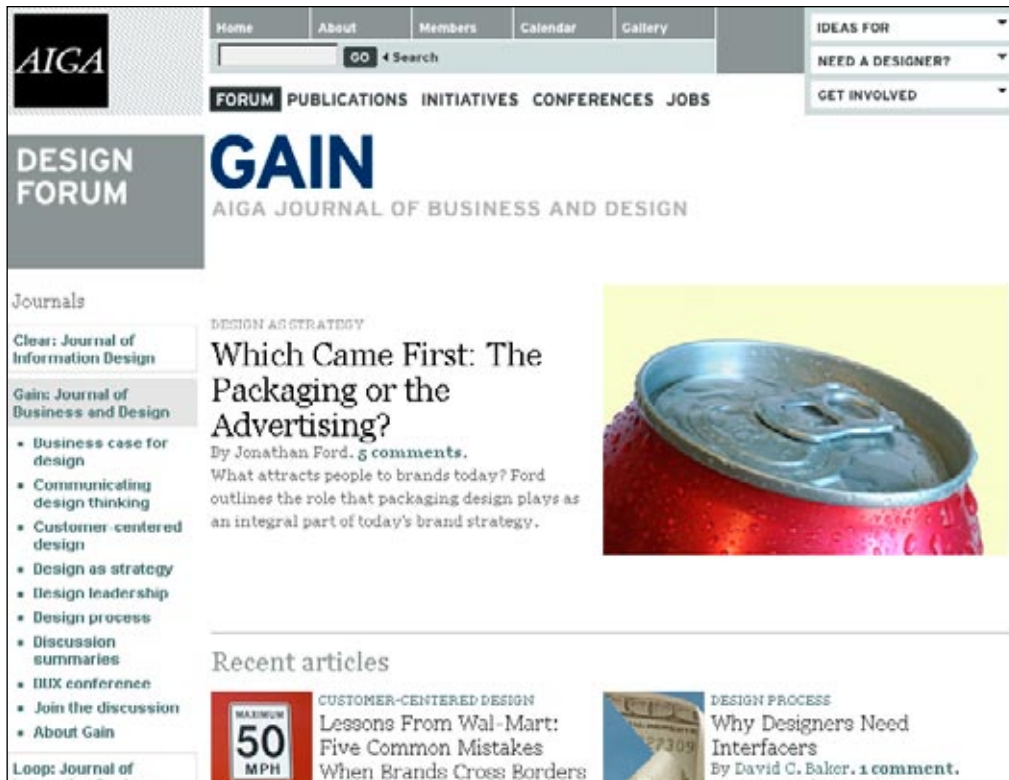 AIGA
Home About Members Calendar Gallery
GO Search
FORUM PUBLICATIONS INITIATIVES CONFERENCES JOBS
IDEAS FOR
NEED A DESIGNER?
GET INVOLVED
DESIGN
FORUM
GAIN
AIGA JOURNAL OF BUSINESS AND DESIGN
Journals
Clear: Journal of
Information Design
Gain: Journal of
Business and Design
Business case for
design
Communicating
design thinking
Customer-centered
design
Design as strategy
Design leadership
Design process
Discussion
summaries
DUX conference
Join the discussion
About Gain
Loop: Journal of
DESIGN AS STRATEGY
Which Came First: The
Packaging or the
Advertising?
By Jonathan Ford. 5 comments.
What attracts people to brands today? Ford
outlines the role that packaging design plays as
an integral part of today's brand strategy.
Recent articles
MAXIMUM
50
MPH
CUSTOMER-CENTERED DESIGN
Lessons From Wal-Mart:
Five Common Mistakes
When Brands Cross Borders
77309
DESIGN PROCESS
Why Designers Need
Interfacers
By David C. Baker. 1 comment.